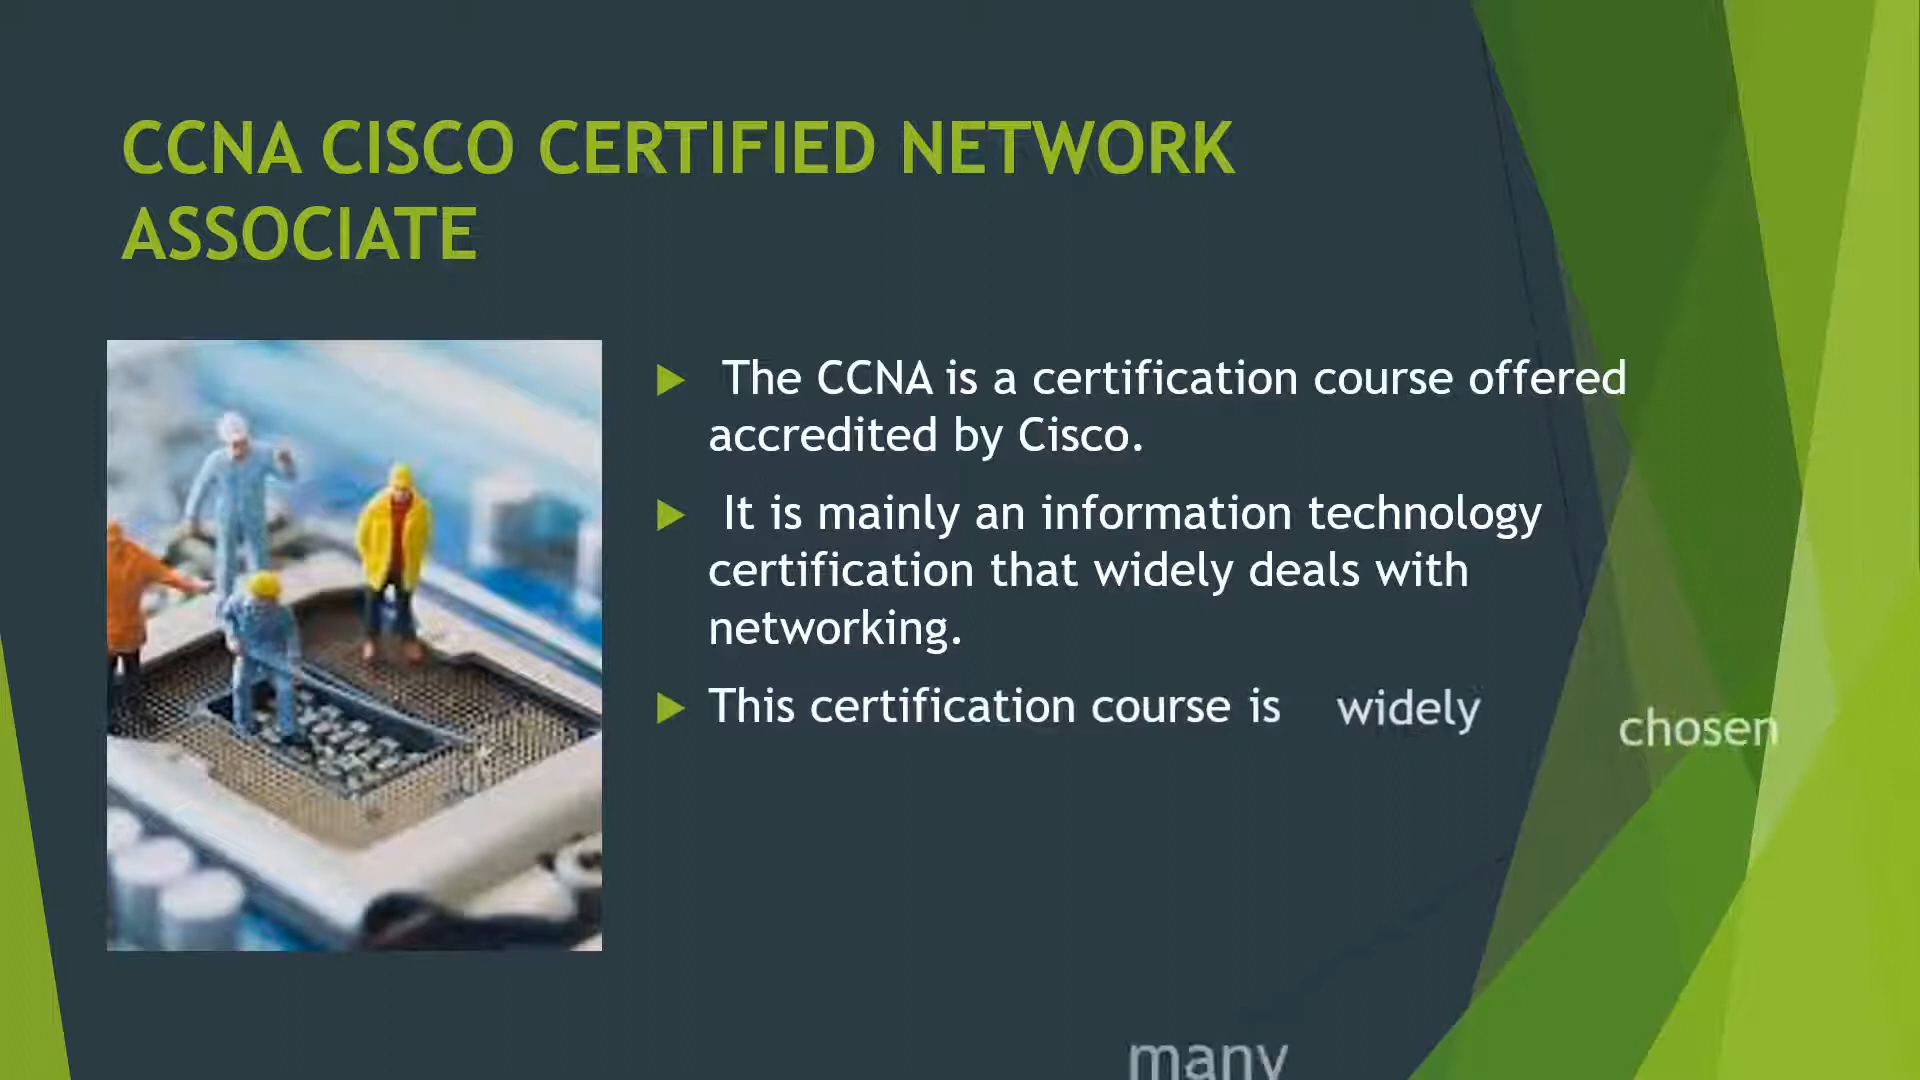 CCNA CISCO CERTIFIED NETWORK
ASSOCIATE
The CCNA is a certification course offered
accredited by Cisco.
It is mainly an information technology
certification that widely deals with
networking.
This certification course is widely chosen
many